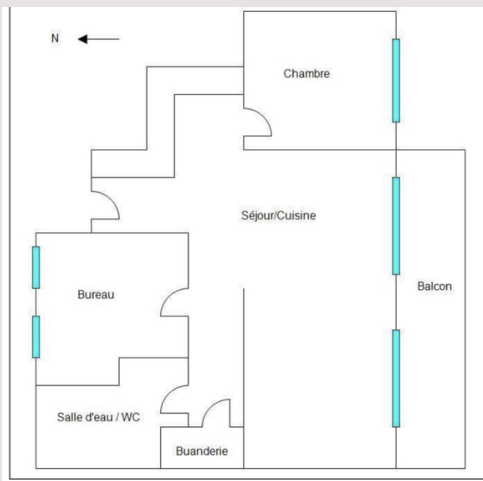 N
Chambre
Séjour/Cuisine
Balcon
Bureau
Salle d'eau / WC
Buanderie